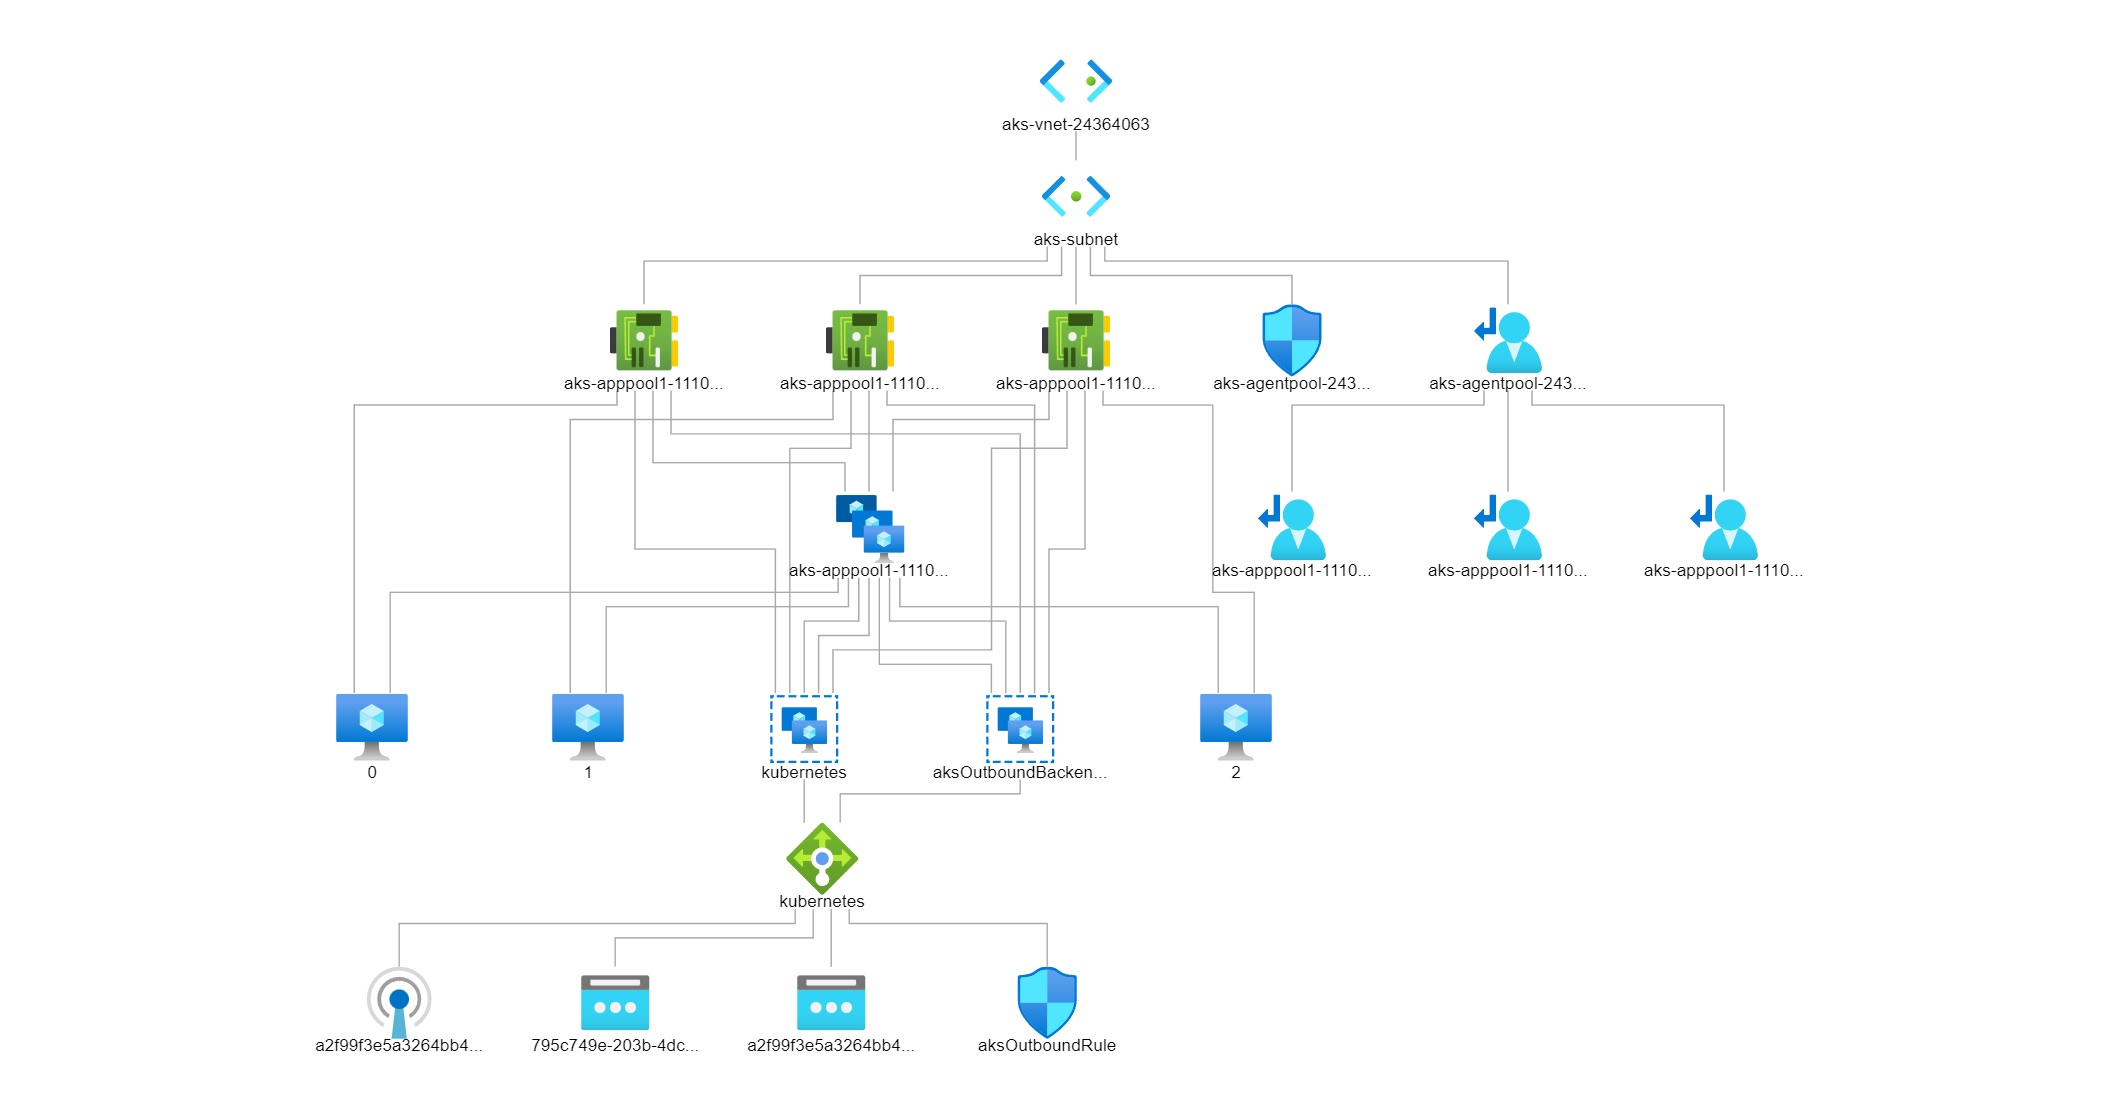 aks-vnet-24364063
aks-subnet
aks-apppool1-1110...
aks-apppool1-1110...
aks-apppool1-1110...
aks-agentpool-243...
aks-agentpool-243...
aks-apppool1-1110...
aks-apppool1-1110...
aks-apppool1-1110...
aks-apppool1-1110...
0
1
kubernetes
aksOutboundBacken...
2
kubernetes
a2f99f3e5a3264bb4...
795c749e-203b-4dc...
a2f99f3e5a3264bb4...
aksOutboundRule